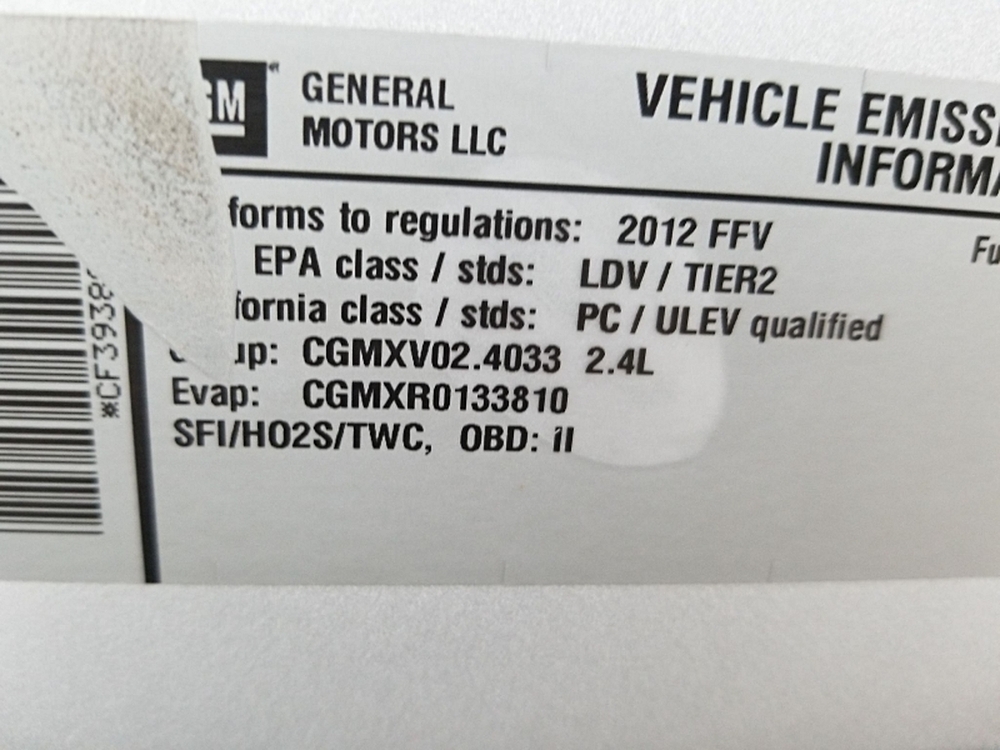 GM
GENERAL
MOTORS LLC
VEHICLE EMISS
INFORMA
forms to regulations: 2012 FFV
Fu
EPA class / stds: LDV / TIER2
fornia class / stds: PC / ULEV qualified
up: CGMXV02.4033 2.4L
Evap: CGMXR0133810
SFI/HO2S/TWC, OBD: II
*CF3938